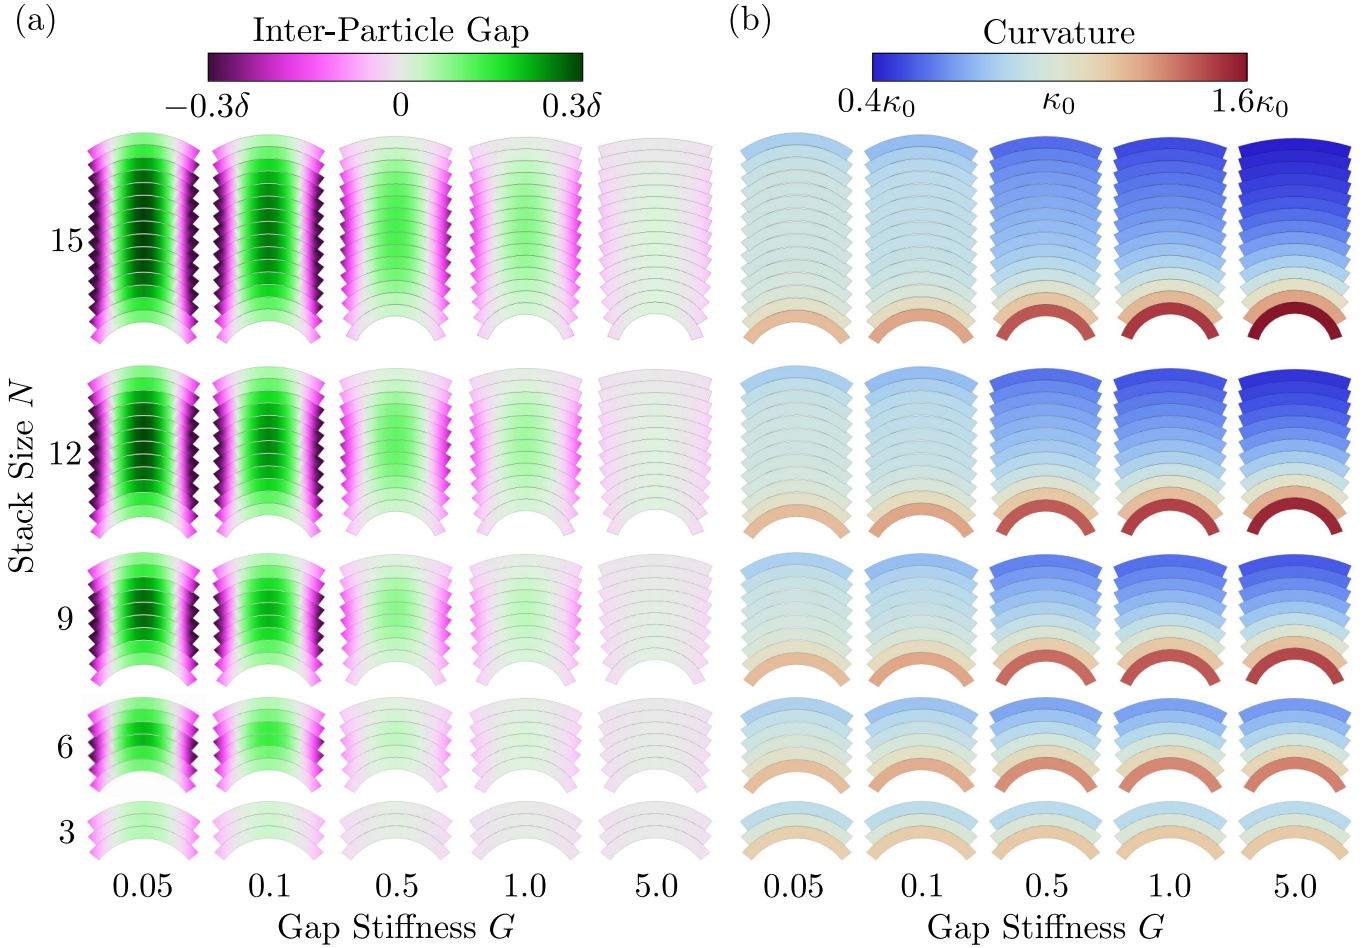 (a)
Inter-Particle Gap
−0.3δ 0 0.3δ
Stack Size N
15
12
9
6
3
0.05 0.1 0.5 1.0 5.0
Gap Stiffness G
(b)
Curvature
0.4κ₀ κ₀ 1.6κ₀
0.05 0.1 0.5 1.0 5.0
Gap Stiffness G